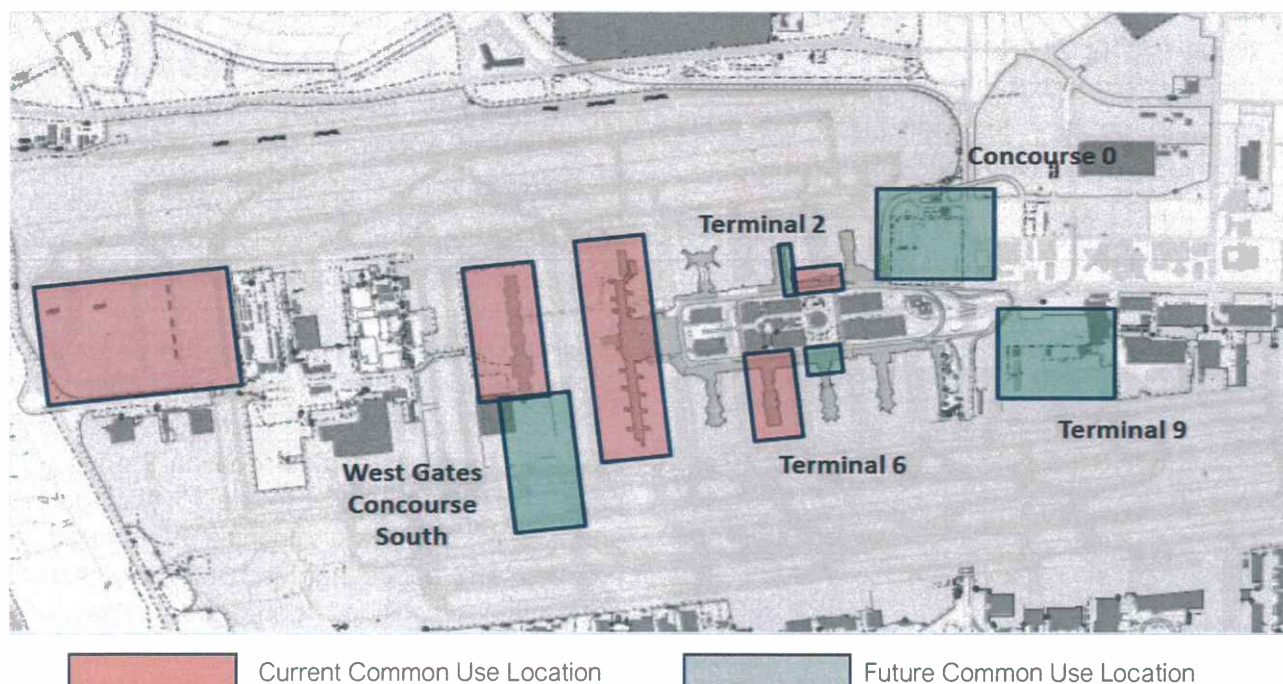 Concourse 0
Terminal 2
Terminal 9
Terminal 6
West Gates
Concourse
South
Current Common Use Location
Future Common Use Location